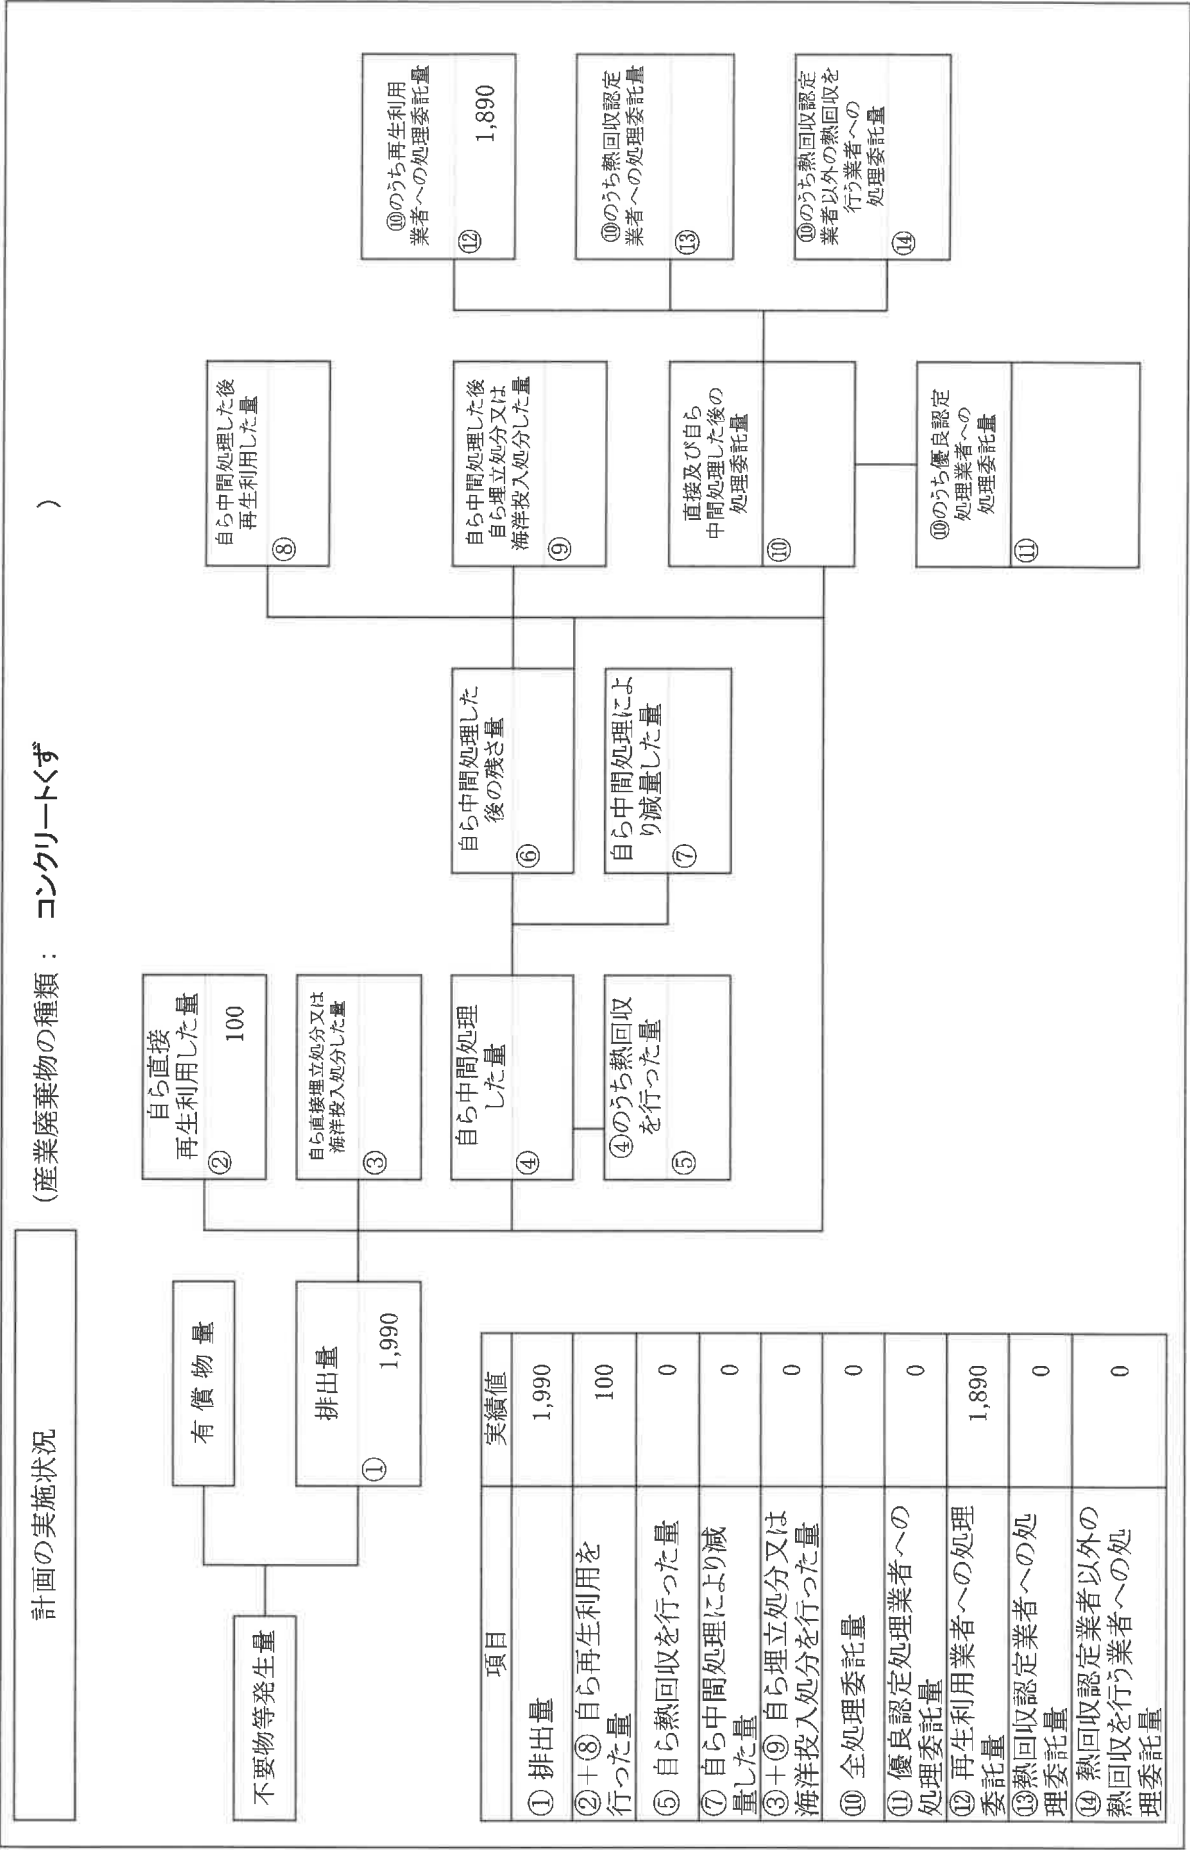 計画の実施状況
(産業廃棄物の種類： コンクリートくず )
不要物等発生量
有 償 物 量
排出量
①
1,990
自ら直接
再生利用した量
②
100
自ら直接埋立処分又は
海洋投入処分した量
③
自ら中間処理
した量
④
④のうち熱回収
を行った量
⑤
自ら中間処理した
後の残さ量
⑥
自ら中間処理によ
り減量した量
⑦
自ら中間処理した後
再生利用した量
⑧
自ら中間処理した後
自ら埋立処分又は
海洋投入処分した量
⑨
直接及び自ら
中間処理した後の
処理委託量
⑩
⑩のうち優良認定
処理業者への
処理委託量
⑪
⑩のうち再生利用
業者への処理委託量
⑫
1,890
⑩のうち熱回収認定
業者への処理委託量
⑬
⑩のうち熱回収認定
業者以外の熱回収を
行う業者への
処理委託量
⑭
項目 実績値
① 排出量 1,990
②＋⑧ 自ら再生利用を
行った量 100
⑤ 自ら熱回収を行った量 0
⑦ 自ら中間処理により減
量した量 0
③＋⑨ 自ら埋立処分又は
海洋投入処分を行った量 0
⑩ 全処理委託量 0
⑪ 優良認定処理業者への
処理委託量 0
⑫ 再生利用業者への処理
委託量 1,890
⑬熱回収認定業者への処
理委託量 0
⑭ 熱回収認定業者以外の
熱回収を行う業者への処
理委託量 0